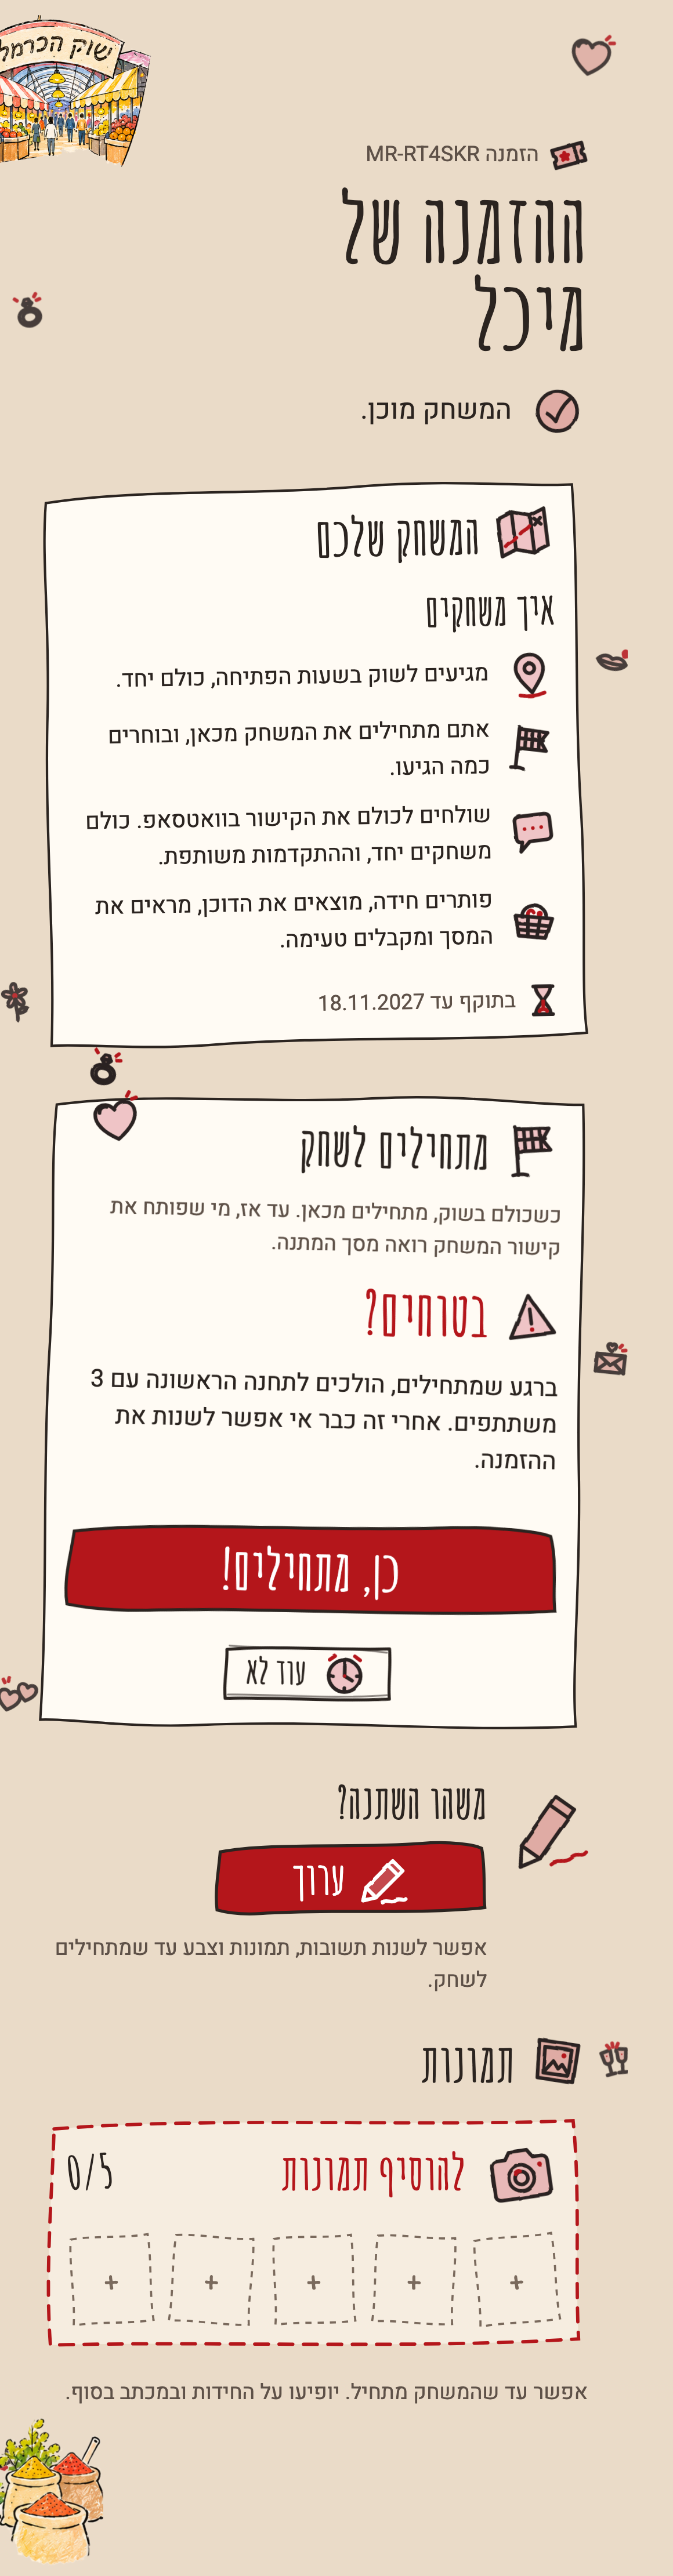 שוק הכרמל
הזמנה MR-RT4SKR
ההזמנה של
מיכל
המשחק מוכן.
המשחק שלכם
איך משחקים
מגיעים לשוק בשעות הפתיחה, כולם יחד.
אתם מתחילים את המשחק מכאן, ובוחרים
כמה הגיעו.
שולחים לכולם את הקישור בוואטסאפ. כולם
משחקים יחד, וההתקדמות משותפת.
פותרים חידה, מוצאים את הדוכן, מראים את
המסך ומקבלים טעימה.
בתוקף עד 18.11.2027
מתחילים לשחק
כשכולם בשוק, מתחילים מכאן. עד אז, מי שפותח את
קישור המשחק רואה מסך המתנה.
בטוחים?
ברגע שמתחילים, הולכים לתחנה הראשונה עם 3
משתתפים. אחרי זה כבר אי אפשר לשנות את
ההזמנה.
כן, מתחילים!
עוד לא
משהו השתנה?
ערוך
אפשר לשנות תשובות, תמונות וצבע עד שמתחילים
לשחק.
תמונות
להוסיף תמונות 0/5
+ + + + +
אפשר עד שהמשחק מתחיל. יופיעו על החידות ובמכתב בסוף.